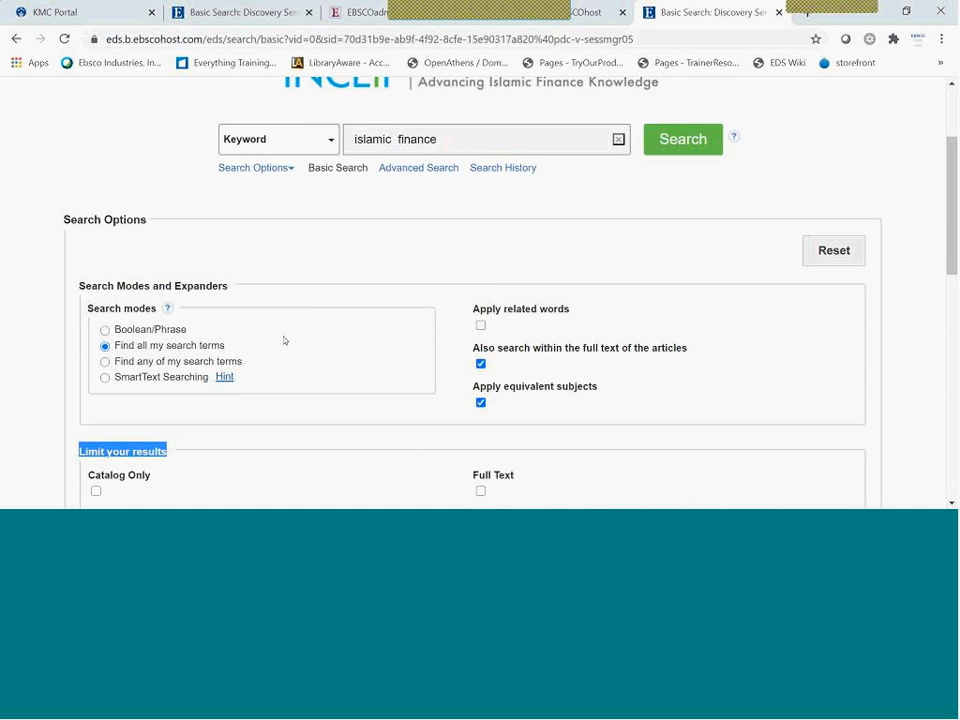 KMC Portal
Basic Search: Discovery Ser
EBSCOadm
COhost
Basic Search: Discovery Se
eds.b.ebscohost.com/eds/search/basic?vid=0&sid=70d31b9e-ab9f-4f92-8cfe-15e90317a820%40pdc-v-sessmgr05
Apps
Ebsco Industries, In...
Everything Training...
LibraryAware - Acc...
OpenAthens / Dom...
Pages - TryOurProd...
Pages - TrainerReso...
EDS Wiki
storefront
»
INCEIF | Advancing Islamic Finance Knowledge
Keyword
islamic finance
Search
?
Search Options
Basic Search
Advanced Search
Search History
Search Options
Reset
Search Modes and Expanders
Search modes ?
Boolean/Phrase
Find all my search terms
Find any of my search terms
SmartText Searching Hint
Apply related words
Also search within the full text of the articles
Apply equivalent subjects
Limit your results
Catalog Only
Full Text